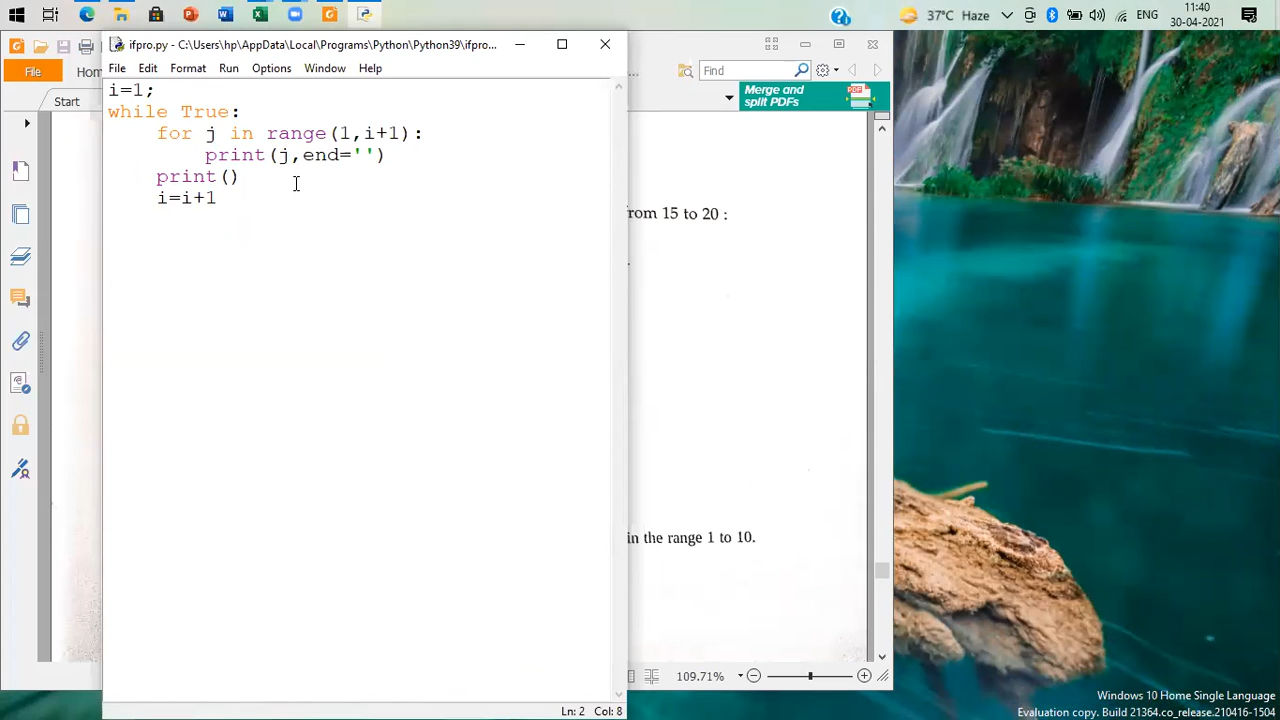 37°C Haze
ENG
11:40
30-04-2021
ifpro.py - C:\Users\hp\AppData\Local\Programs\Python\Python39\ifpro...
File Edit Format Run Options Window Help
File
Hom
Find
Start
Merge and
split PDFs
i=1;
while True:
    for j in range(1,i+1):
        print(j,end='')
    print()
    i=i+1
rom 15 to 20 :
in the range 1 to 10.
109.71%
Ln: 2 Col: 8
Windows 10 Home Single Language
Evaluation copy. Build 21364.co_release.210416-1504